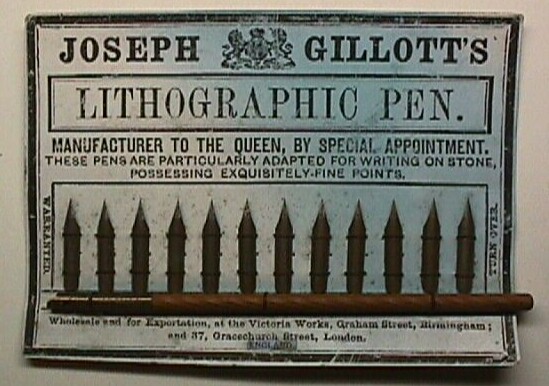 JOSEPH GILLOTT'S
LITHOGRAPHIC PEN.
MANUFACTURER TO THE QUEEN, BY SPECIAL APPOINTMENT.
THESE PENS ARE PARTICULARLY ADAPTED FOR WRITING ON STONE,
POSSESSING EXQUISITELY-FINE POINTS.
WARRANTED.
TURN OVER.
Wholesale and for Exportation, at the Victoria Works, Graham Street, Birmingham;
and 37, Gracechurch Street, London.
ENGLAND